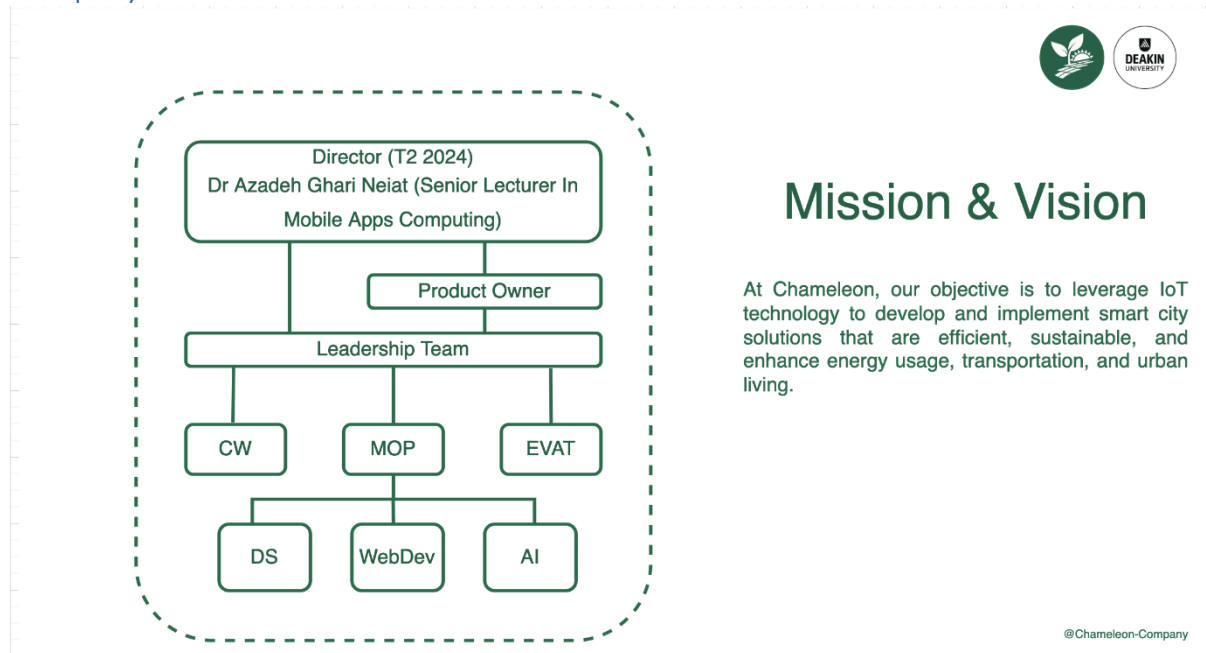 DEAKIN
UNIVERSITY
Director (T2 2024)
Dr Azadeh Ghari Neiat (Senior Lecturer In
Mobile Apps Computing)
Product Owner
Leadership Team
CW
MOP
EVAT
DS
WebDev
AI
Mission & Vision
At Chameleon, our objective is to leverage IoT
technology to develop and implement smart city
solutions that are efficient, sustainable, and
enhance energy usage, transportation, and urban
living.
@Chameleon-Company